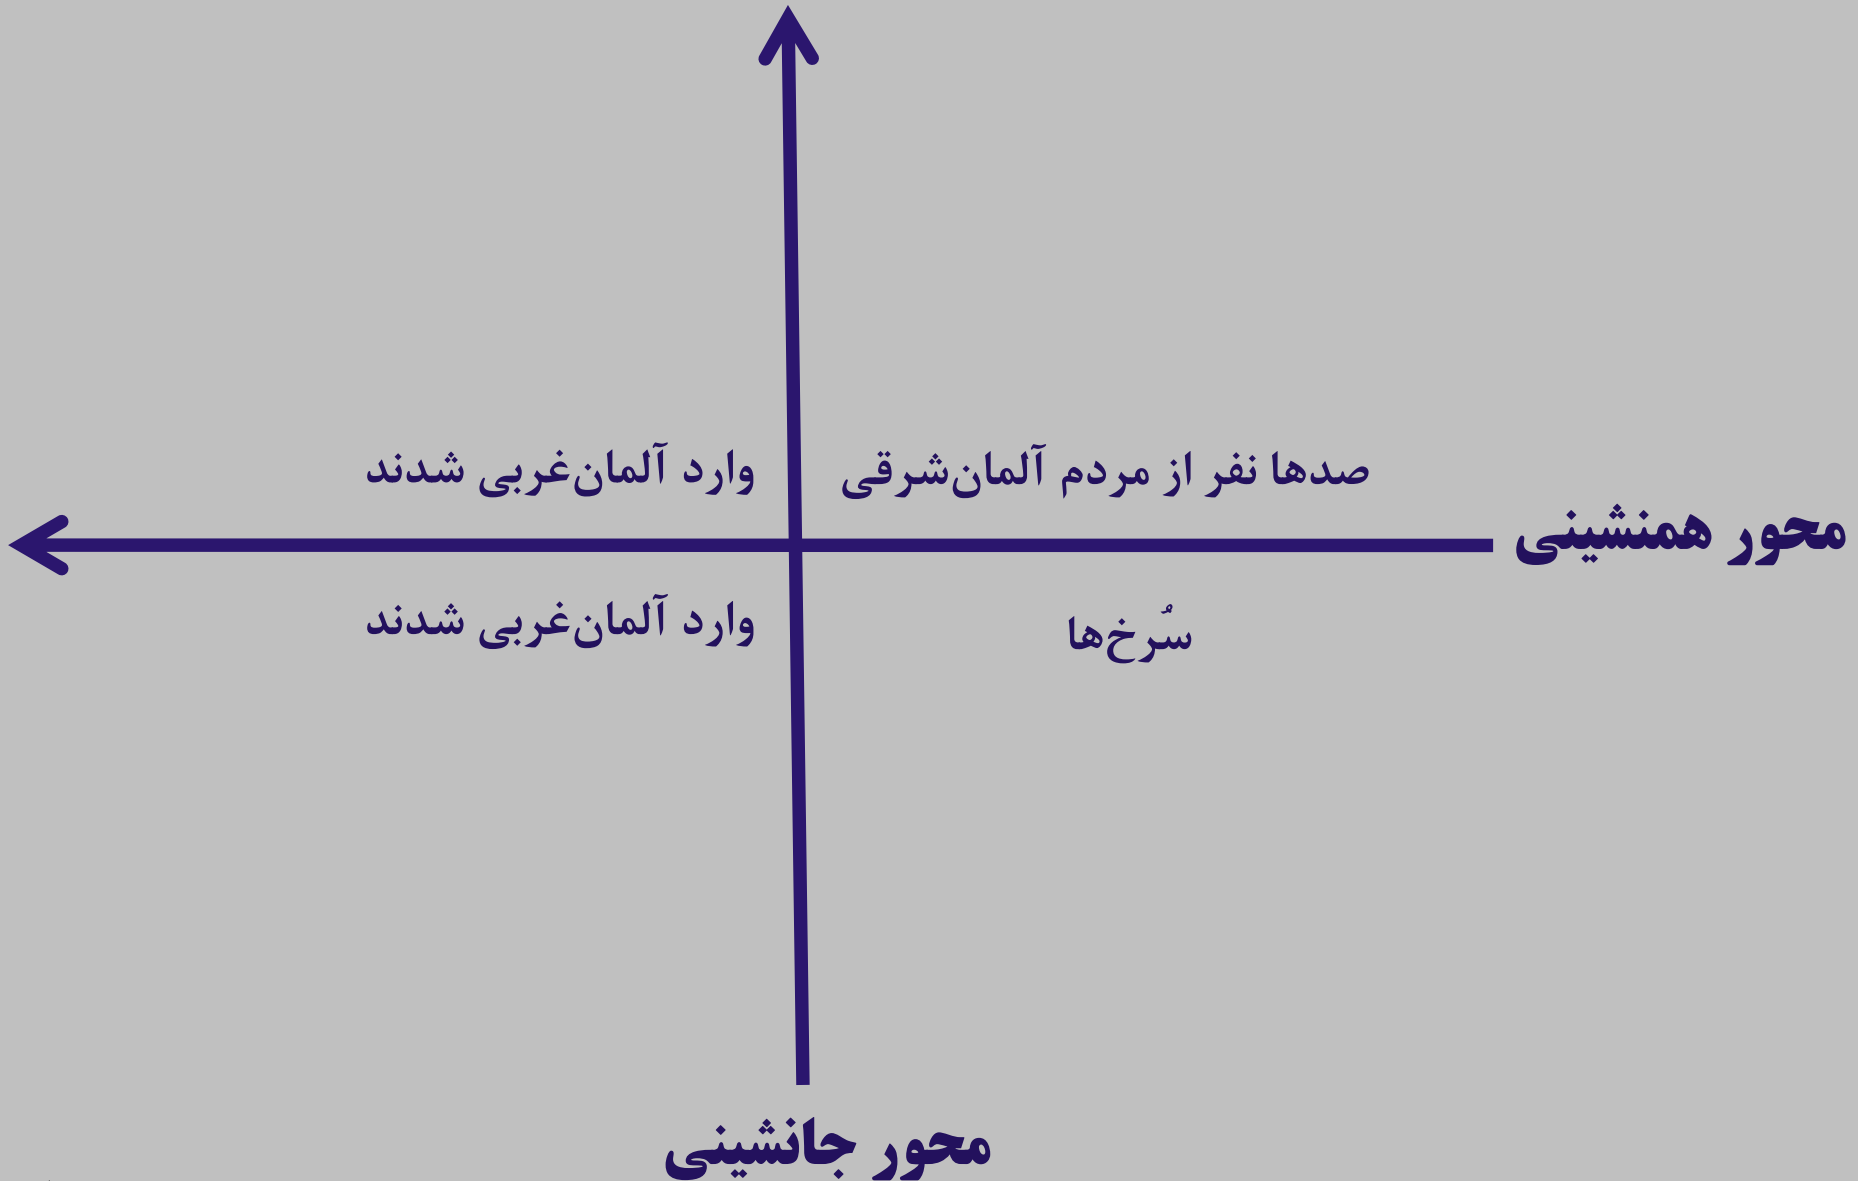 صدها نفر از مردم آلمان‌شرقی وارد آلمان‌غربی شدند
محور همنشینی
سُرخ‌ها وارد آلمان‌غربی شدند
محور جانشینی